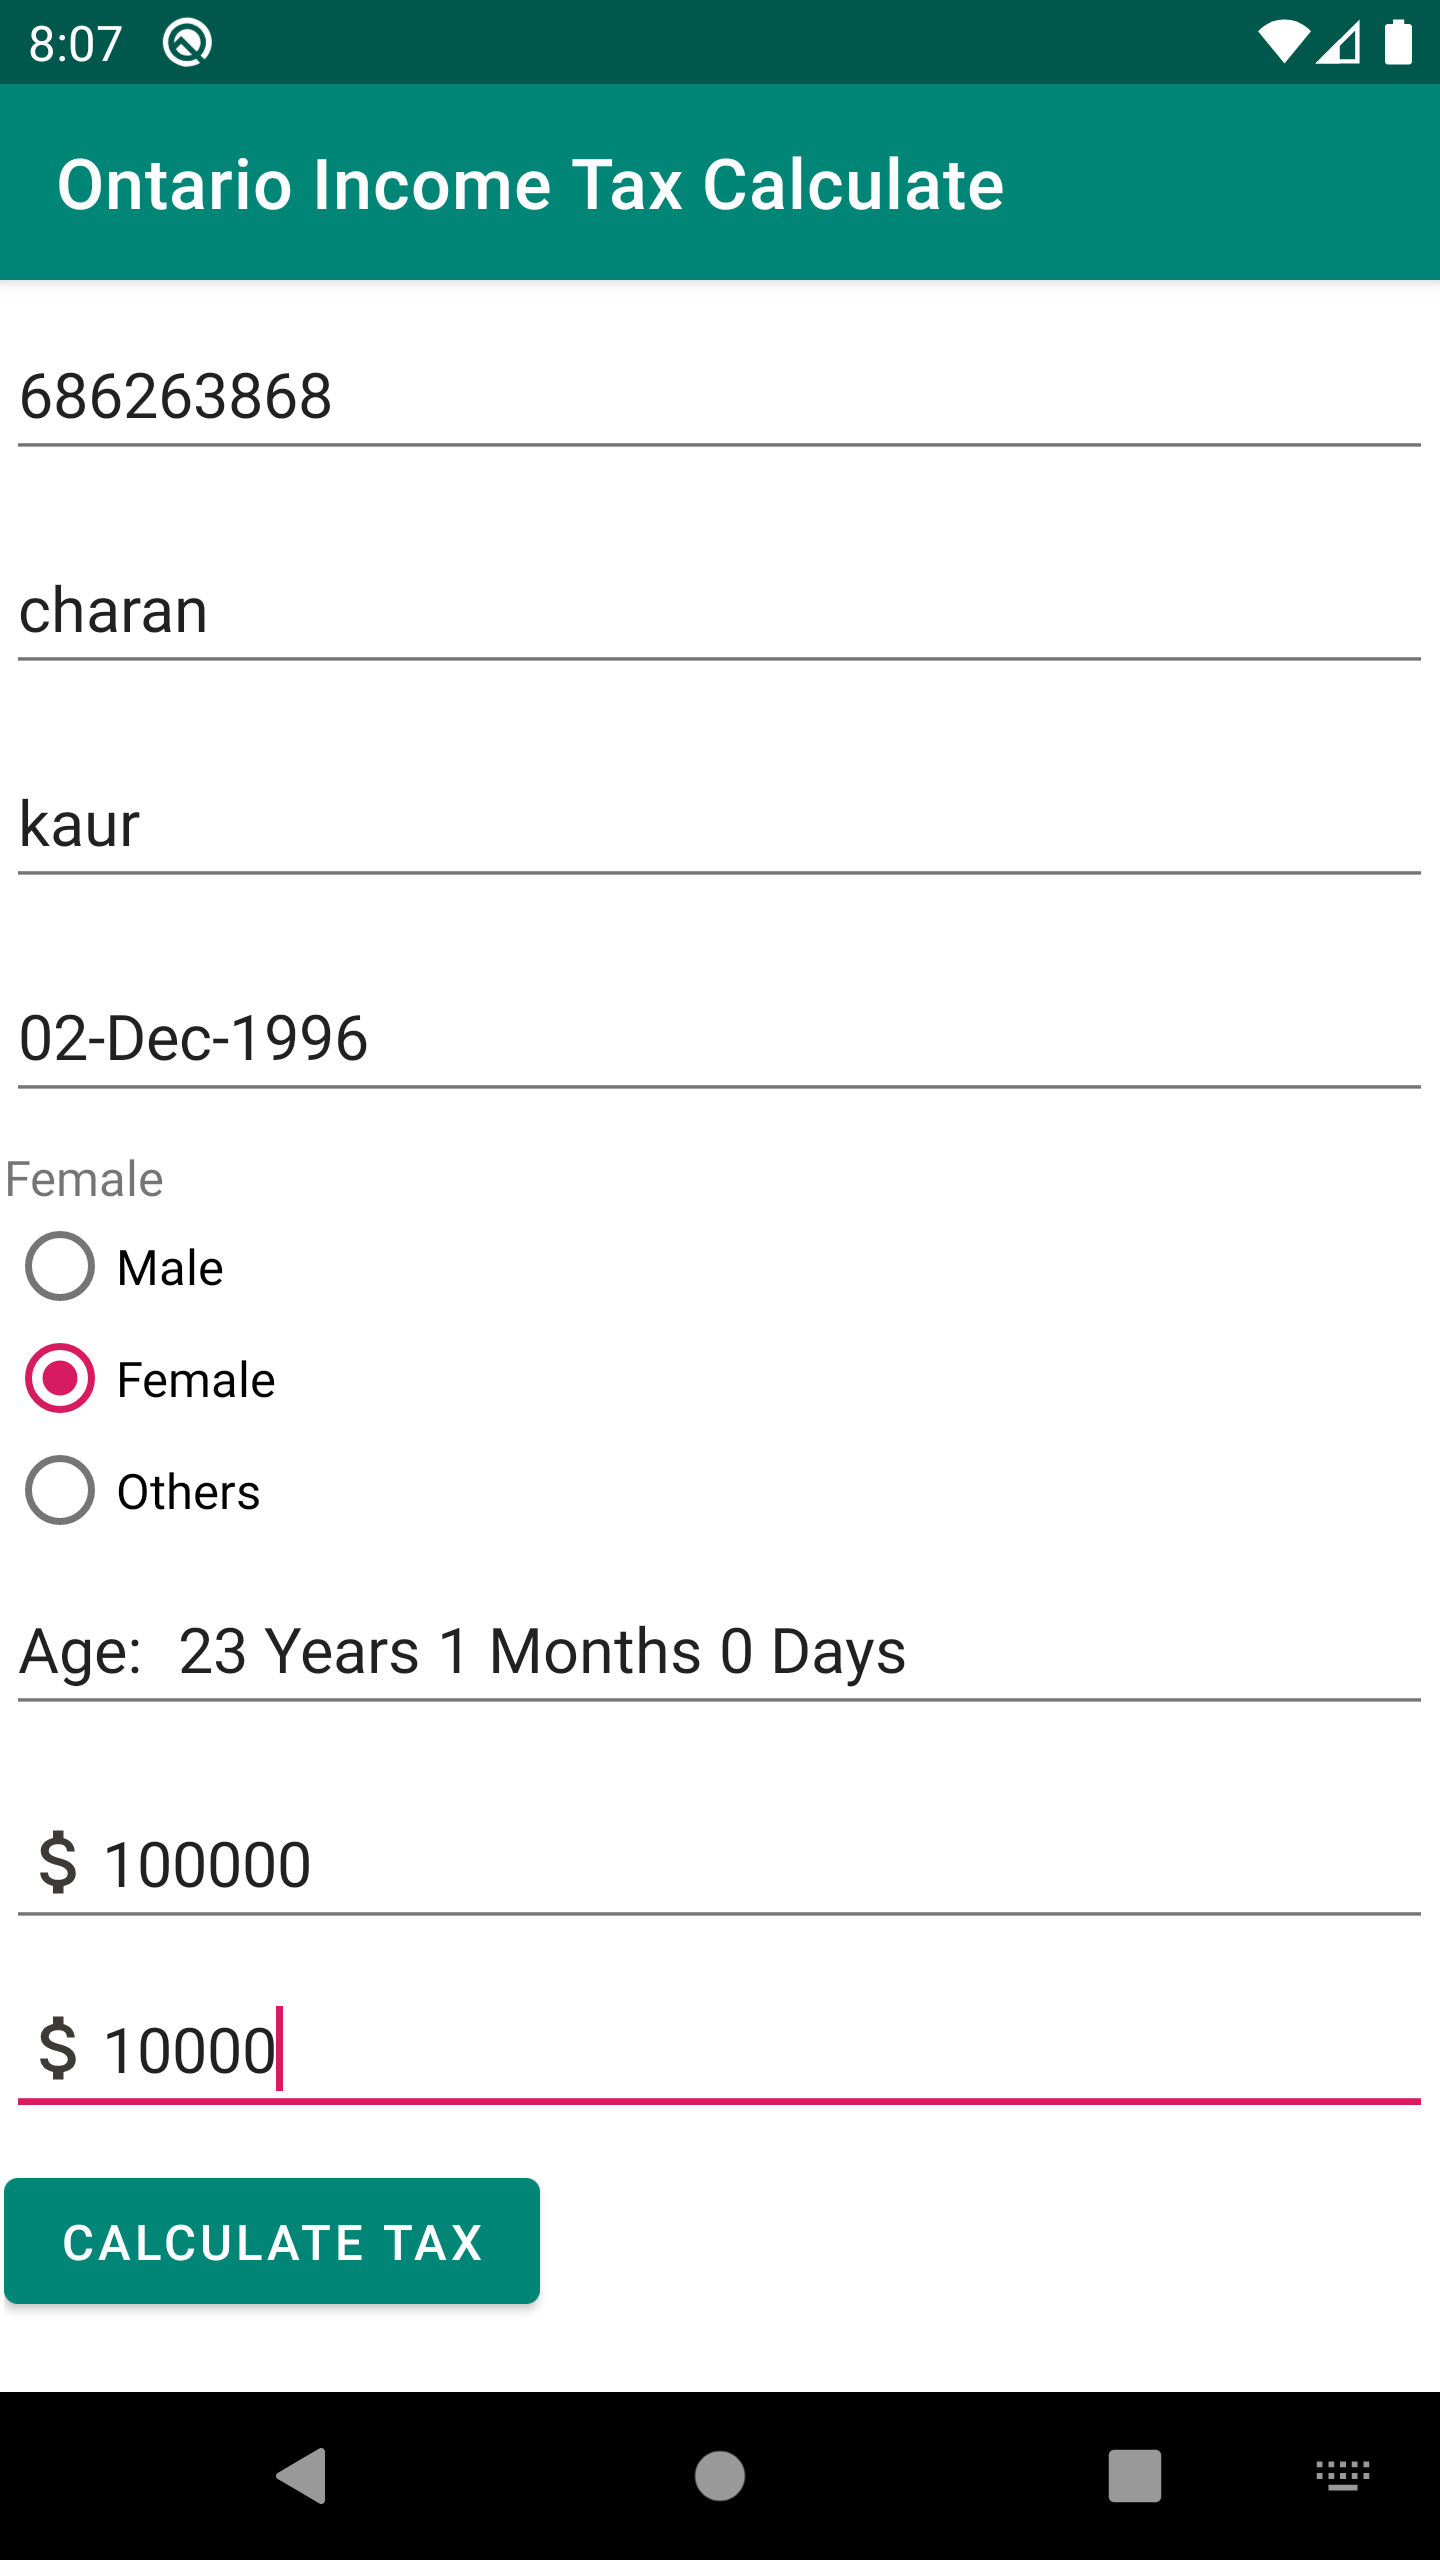 8:07
Ontario Income Tax Calculate
686263868
charan
kaur
02-Dec-1996
Female
Male
Female
Others
Age:  23 Years 1 Months 0 Days
$ 100000
$ 10000
CALCULATE TAX